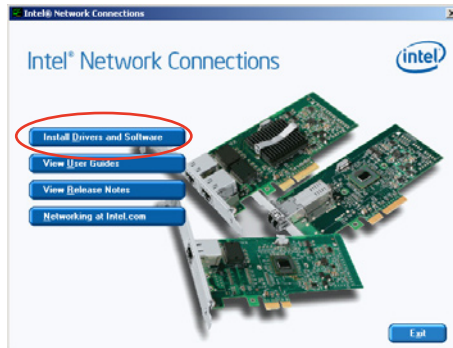 Intel® Network Connections
Intel® Network Connections
intel
Install Drivers and Software
View User Guides
View Release Notes
Networking at Intel.com
Exit